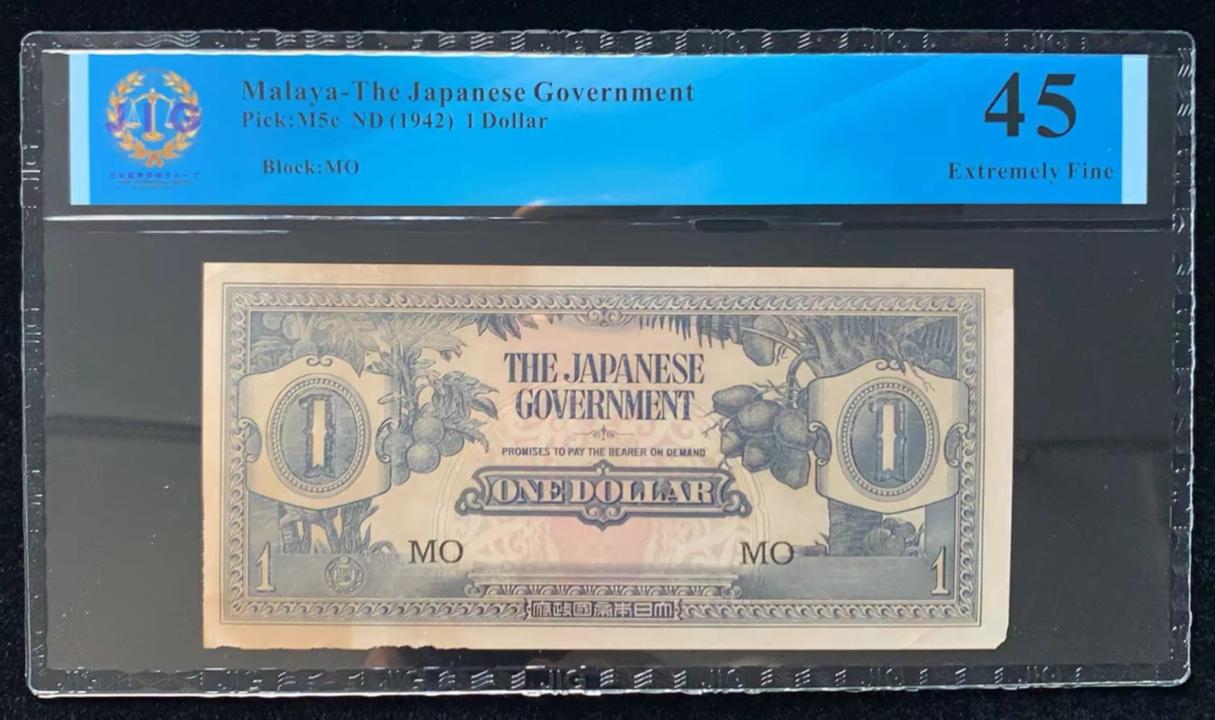 Malaya-The Japanese Government
Pick:M5c ND (1942) 1 Dollar
Block:MO
45
Extremely Fine
JIG
THE JAPANESE
GOVERNMENT
PROMISES TO PAY THE BEARER ON DEMAND
ONE DOLLAR
1
1
MO
MO
1
1
府政國帝本日大